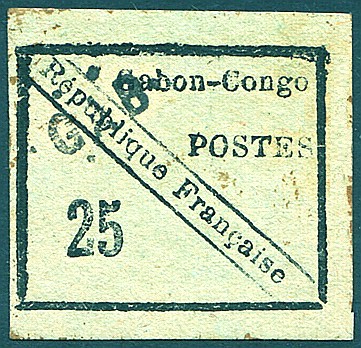 Gabon-Congo
République Française
POSTES
G.
B
25